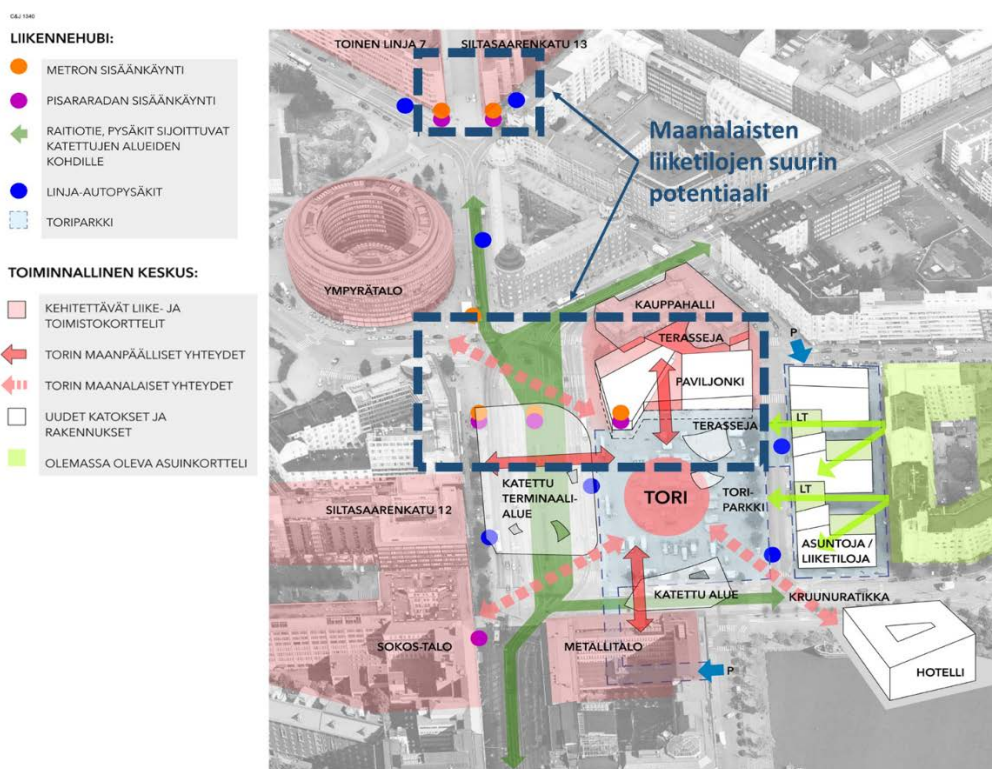 C&J 1340
LIIKENNEHUBI:
METRON SISÄÄNKÄYNTI
PISARARADAN SISÄÄNKÄYNTI
RAITIOTIE, PYSÄKIT SIJOITTUVAT
KATETTUJEN ALUEIDEN
KOHDILLE
LINJA-AUTOPYSÄKIT
TORIPARKKI
TOIMINNALLINEN KESKUS:
KEHITETTÄVÄT LIIKE- JA
TOIMISTOKORTTELIT
TORIN MAANPÄÄLLISET YHTEYDET
TORIN MAANALAISET YHTEYDET
UUDET KATOKSET JA
RAKENNUKSET
OLEMASSA OLEVA ASUINKORTTELI
TOINEN LINJA 7
SILTASAARENKATU 13
Maanalaisten
liiketilojen suurin
potentiaali
YMPYRÄTALO
KAUPPAHALLI
TERASSEJA
PAVILJONKI
P
TERASSEJA
LT
KATETTU
TERMINAALI-
ALUE
TORI
TORI-
PARKKI
LT
SILTASAARENKATU 12
ASUNTOJA /
LIIKETILOJA
KATETTU ALUE
KRUUNURATIKKA
SOKOS-TALO
METALLITALO
P
HOTELLI